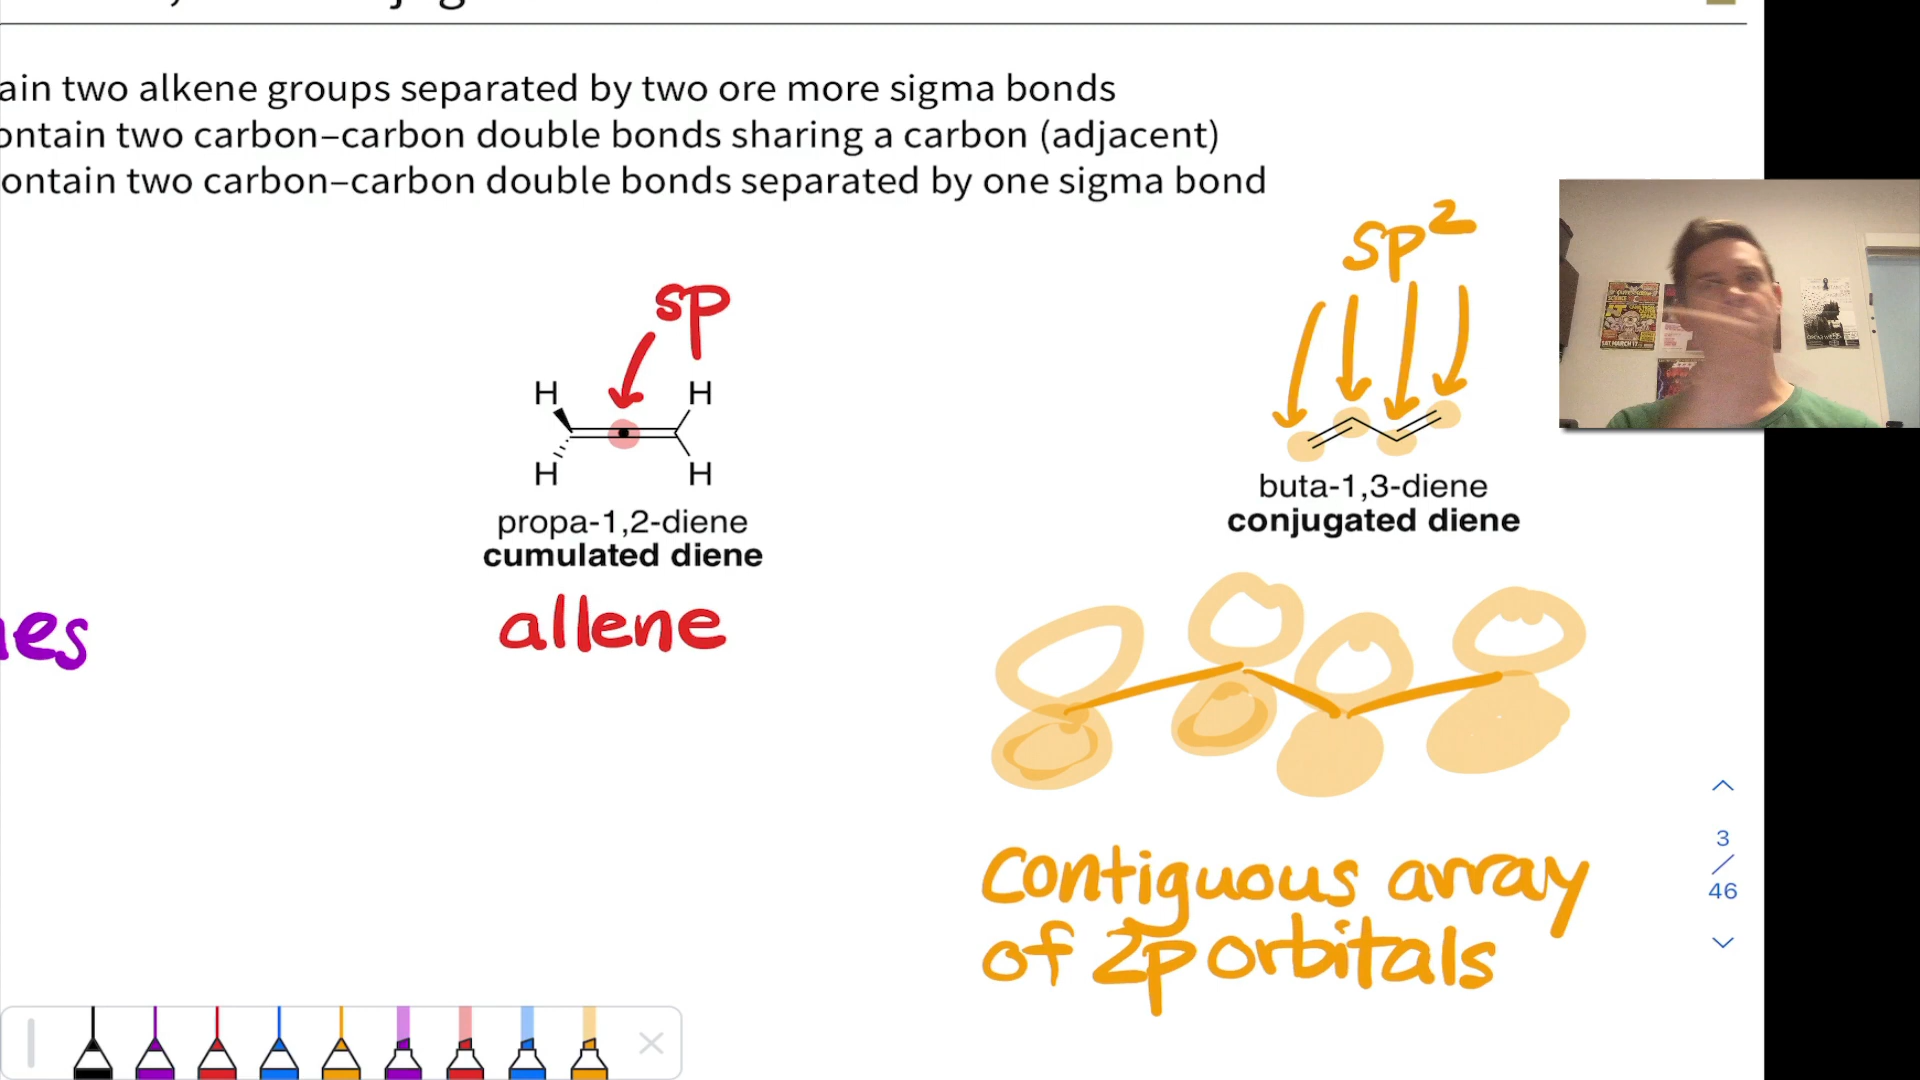 ain two alkene groups separated by two ore more sigma bonds
ontain two carbon–carbon double bonds sharing a carbon (adjacent)
ontain two carbon–carbon double bonds separated by one sigma bond
sp²
sp
H H
H H
propa-1,2-diene
cumulated diene
buta-1,3-diene
conjugated diene
nes
allene
Contiguous array
of 2p orbitals
3
/
46